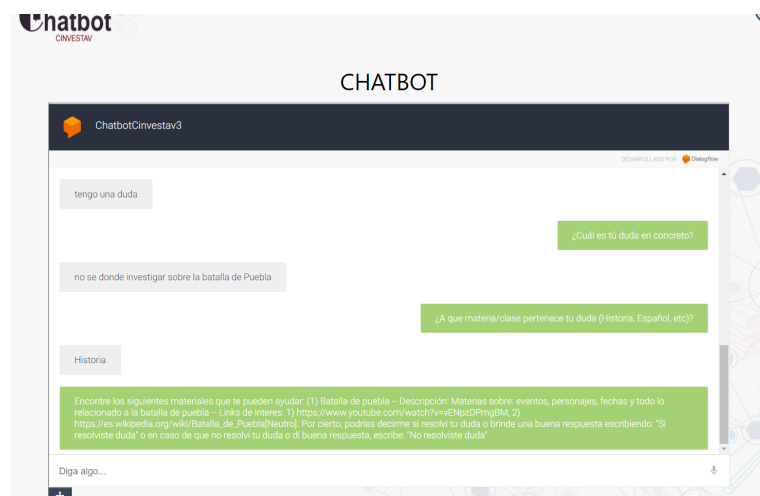 Chatbot
CINVESTAV
CHATBOT
ChatbotCinvestav3
DESARROLLADO POR Dialogflow
tengo una duda
¿Cuál es tú duda en concreto?
no se donde investigar sobre la batalla de Puebla
¿A que materia/clase pertenece tu duda (Historia, Español, etc)?
Historia
Encontre los siguientes materiales que te pueden ayudar: (1) Batalla de puebla -- Descripción: Materias sobre: eventos, personajes, fechas y todo lo
relacionado a la batalla de puebla -- Links de interes: 1) https://www.youtube.com/watch?v=vENpzDPmgBM, 2)
https://es.wikipedia.org/wiki/Batalla_de_Puebla[Neutro]. Por cierto, podrías decirme si resolvi tu duda o brinde una buena respuesta escribiendo: "Si
resolviste duda" o en caso de que no resolvi tu duda o dí buena respuesta, escribe: "No resolviste duda"
Diga algo...